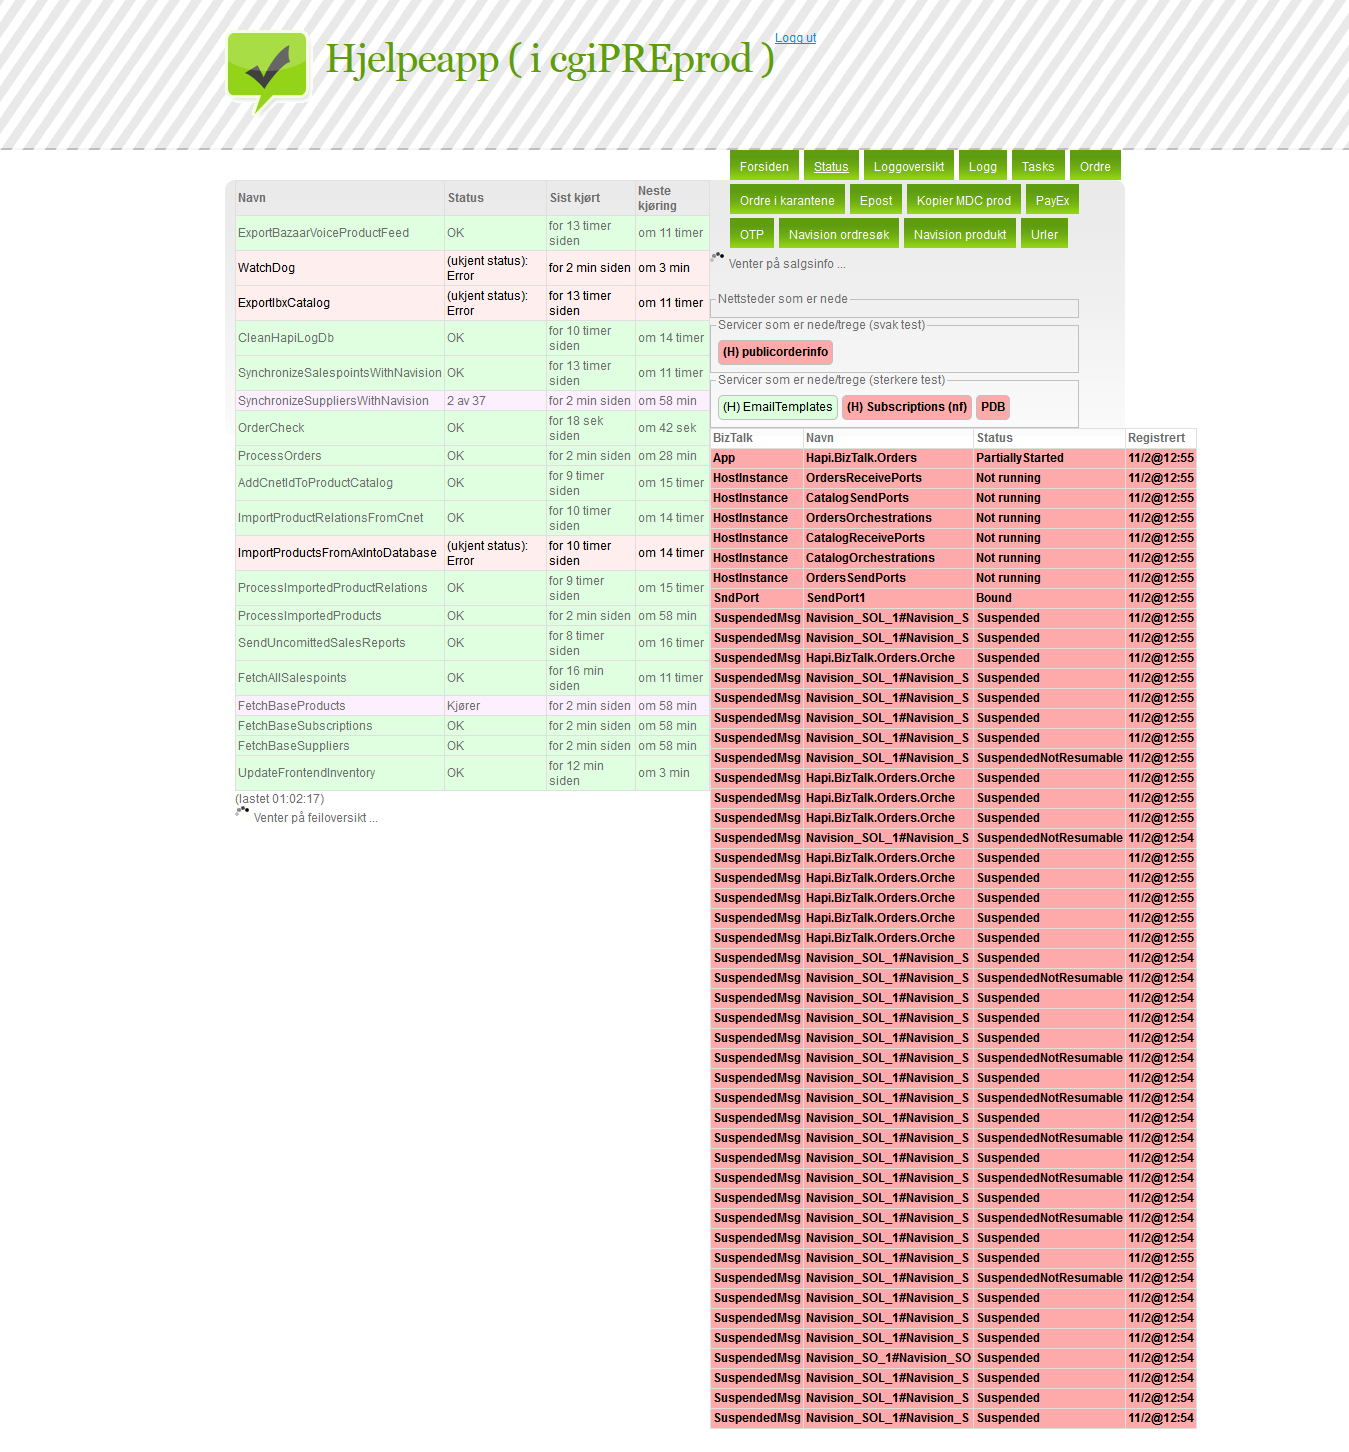 Hjelpeapp ( i cgiPREprod )
Logg ut
Forsiden Status Loggoversikt Logg Tasks Ordre
Ordre i karantene Epost Kopier MDC prod PayEx
OTP Navision ordresøk Navision produkt Urler
Navn Status Sist kjørt Neste kjøring
ExportBazaarVoiceProductFeed OK for 13 timer siden om 11 timer
WatchDog (ukjent status): Error for 2 min siden om 3 min
ExportIbxCatalog (ukjent status): Error for 13 timer siden om 11 timer
CleanHapiLogDb OK for 10 timer siden om 14 timer
SynchronizeSalespointsWithNavision OK for 13 timer siden om 11 timer
SynchronizeSuppliersWithNavision 2 av 37 for 2 min siden om 58 min
OrderCheck OK for 18 sek siden om 42 sek
ProcessOrders OK for 2 min siden om 28 min
AddCnetIdToProductCatalog OK for 9 timer siden om 15 timer
ImportProductRelationsFromCnet OK for 10 timer siden om 14 timer
ImportProductsFromAxIntoDatabase (ukjent status): Error for 10 timer siden om 14 timer
ProcessImportedProductRelations OK for 9 timer siden om 15 timer
ProcessImportedProducts OK for 2 min siden om 58 min
SendUncomittedSalesReports OK for 8 timer siden om 16 timer
FetchAllSalespoints OK for 16 min siden om 11 timer
FetchBaseProducts Kjører for 2 min siden om 58 min
FetchBaseSubscriptions OK for 2 min siden om 58 min
FetchBaseSuppliers OK for 2 min siden om 58 min
UpdateFrontendInventory OK for 12 min siden om 3 min
(lastet 01:02:17)
Venter på feiloversikt ...
Venter på salgsinfo ...
Nettsteder som er nede
Servicer som er nede/trege (svak test)
(H) publicorderinfo
Servicer som er nede/trege (sterkere test)
(H) EmailTemplates (H) Subscriptions (nf) PDB
BizTalk Navn Status Registrert
App Hapi.BizTalk.Orders PartiallyStarted 11/2@12:55
HostInstance OrdersReceivePorts Not running 11/2@12:55
HostInstance CatalogSendPorts Not running 11/2@12:55
HostInstance OrdersOrchestrations Not running 11/2@12:55
HostInstance CatalogReceivePorts Not running 11/2@12:55
HostInstance CatalogOrchestrations Not running 11/2@12:55
HostInstance OrdersSendPorts Not running 11/2@12:55
SndPort SendPort1 Bound 11/2@12:55
SuspendedMsg Navision_SOL_1#Navision_S Suspended 11/2@12:55
SuspendedMsg Navision_SOL_1#Navision_S Suspended 11/2@12:55
SuspendedMsg Hapi.BizTalk.Orders.Orche Suspended 11/2@12:55
SuspendedMsg Navision_SOL_1#Navision_S Suspended 11/2@12:55
SuspendedMsg Navision_SOL_1#Navision_S Suspended 11/2@12:55
SuspendedMsg Navision_SOL_1#Navision_S Suspended 11/2@12:55
SuspendedMsg Navision_SOL_1#Navision_S Suspended 11/2@12:55
SuspendedMsg Navision_SOL_1#Navision_S SuspendedNotResumable 11/2@12:55
SuspendedMsg Hapi.BizTalk.Orders.Orche Suspended 11/2@12:55
SuspendedMsg Hapi.BizTalk.Orders.Orche Suspended 11/2@12:55
SuspendedMsg Hapi.BizTalk.Orders.Orche Suspended 11/2@12:55
SuspendedMsg Navision_SOL_1#Navision_S SuspendedNotResumable 11/2@12:54
SuspendedMsg Hapi.BizTalk.Orders.Orche Suspended 11/2@12:55
SuspendedMsg Hapi.BizTalk.Orders.Orche Suspended 11/2@12:55
SuspendedMsg Hapi.BizTalk.Orders.Orche Suspended 11/2@12:55
SuspendedMsg Hapi.BizTalk.Orders.Orche Suspended 11/2@12:55
SuspendedMsg Hapi.BizTalk.Orders.Orche Suspended 11/2@12:55
SuspendedMsg Navision_SOL_1#Navision_S Suspended 11/2@12:54
SuspendedMsg Navision_SOL_1#Navision_S SuspendedNotResumable 11/2@12:54
SuspendedMsg Navision_SOL_1#Navision_S Suspended 11/2@12:54
SuspendedMsg Navision_SOL_1#Navision_S Suspended 11/2@12:54
SuspendedMsg Navision_SOL_1#Navision_S Suspended 11/2@12:54
SuspendedMsg Navision_SOL_1#Navision_S SuspendedNotResumable 11/2@12:54
SuspendedMsg Navision_SOL_1#Navision_S Suspended 11/2@12:54
SuspendedMsg Navision_SOL_1#Navision_S SuspendedNotResumable 11/2@12:54
SuspendedMsg Navision_SOL_1#Navision_S Suspended 11/2@12:54
SuspendedMsg Navision_SOL_1#Navision_S SuspendedNotResumable 11/2@12:54
SuspendedMsg Navision_SOL_1#Navision_S Suspended 11/2@12:54
SuspendedMsg Navision_SOL_1#Navision_S SuspendedNotResumable 11/2@12:54
SuspendedMsg Navision_SOL_1#Navision_S Suspended 11/2@12:54
SuspendedMsg Navision_SOL_1#Navision_S SuspendedNotResumable 11/2@12:54
SuspendedMsg Navision_SOL_1#Navision_S Suspended 11/2@12:54
SuspendedMsg Navision_SOL_1#Navision_S Suspended 11/2@12:55
SuspendedMsg Navision_SOL_1#Navision_S SuspendedNotResumable 11/2@12:54
SuspendedMsg Navision_SOL_1#Navision_S Suspended 11/2@12:54
SuspendedMsg Navision_SOL_1#Navision_S Suspended 11/2@12:54
SuspendedMsg Navision_SOL_1#Navision_S Suspended 11/2@12:54
SuspendedMsg Navision_SO_1#Navision_SO Suspended 11/2@12:54
SuspendedMsg Navision_SOL_1#Navision_S Suspended 11/2@12:54
SuspendedMsg Navision_SOL_1#Navision_S Suspended 11/2@12:54
SuspendedMsg Navision_SOL_1#Navision_S Suspended 11/2@12:54